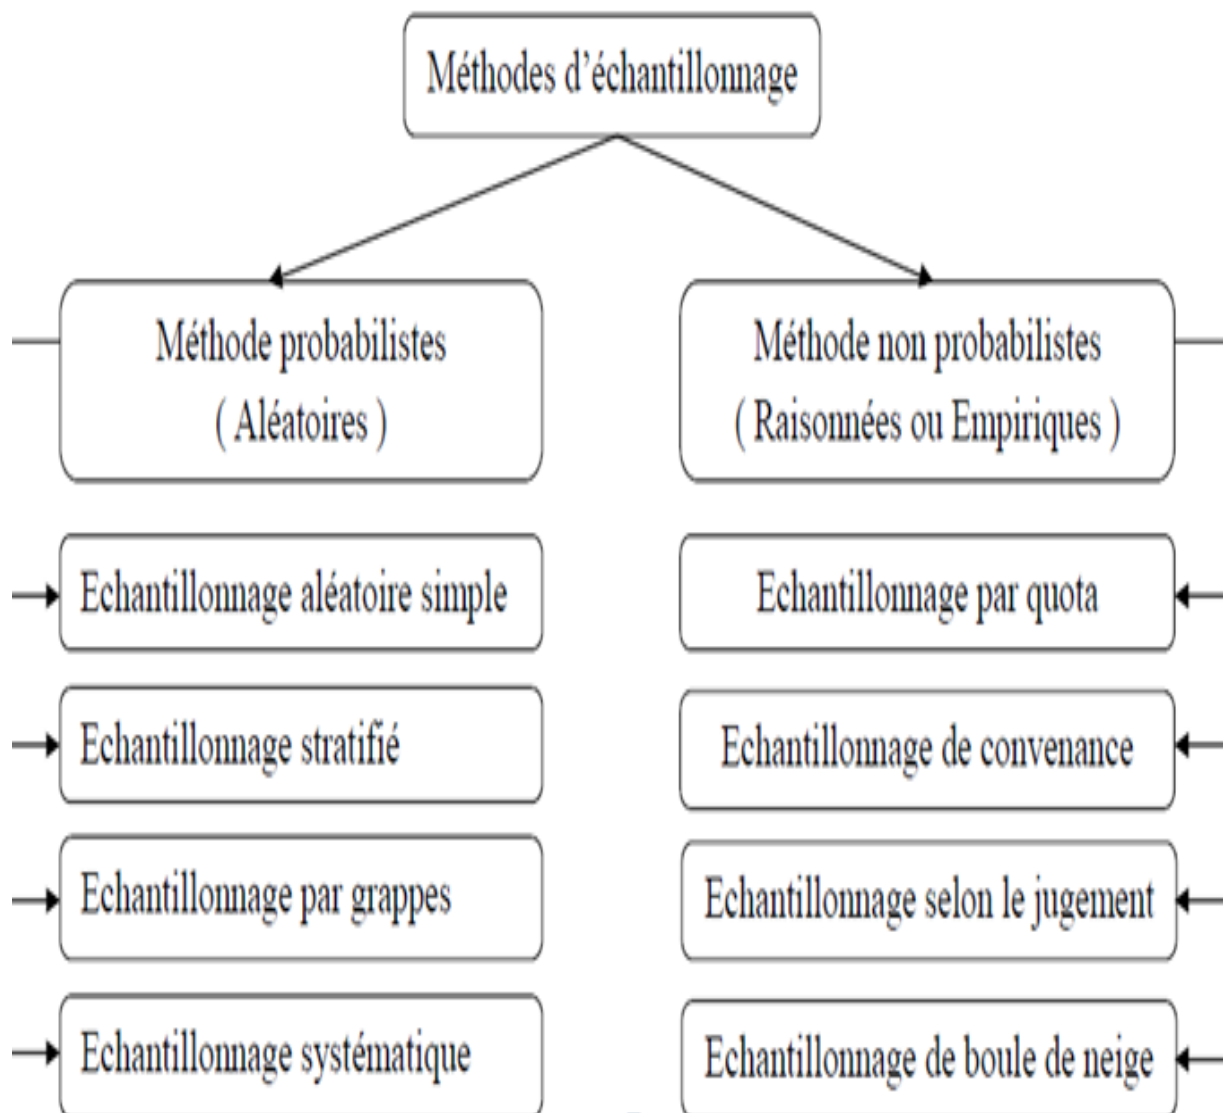 Méthodes d’échantillonnage
Méthode probabilistes
( Aléatoires )
Méthode non probabilistes
( Raisonnées ou Empiriques )
Echantillonnage aléatoire simple
Echantillonnage par quota
Echantillonnage stratifié
Echantillonnage de convenance
Echantillonnage par grappes
Echantillonnage selon le jugement
Echantillonnage systématique
Echantillonnage de boule de neige